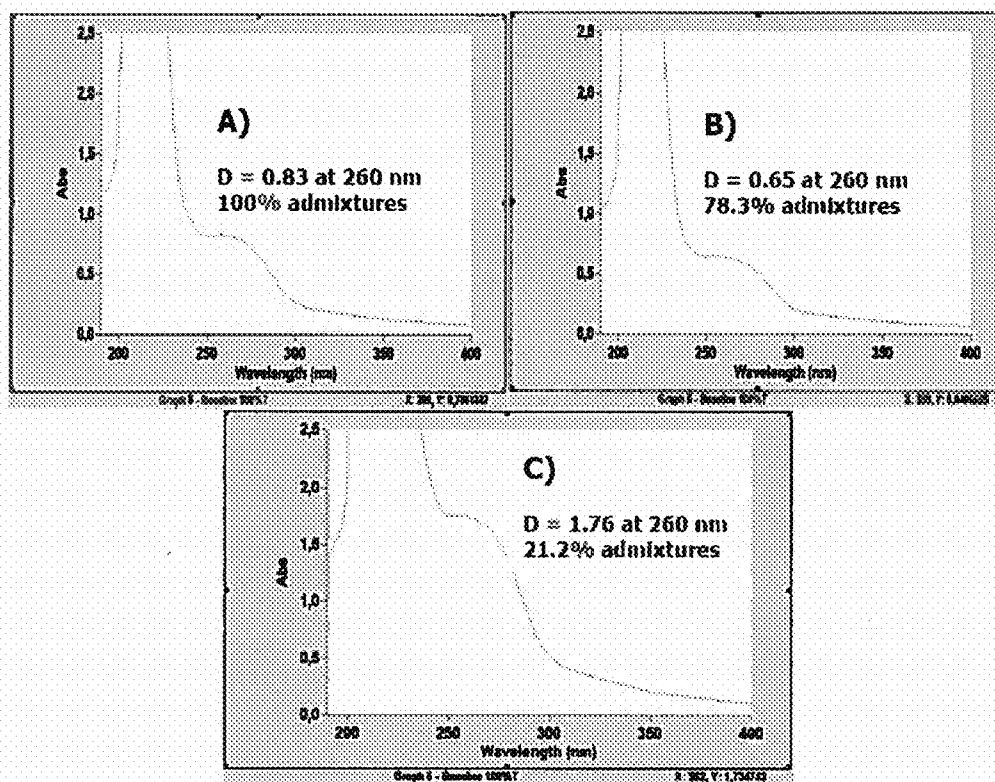 A)
D = 0.83 at 260 nm
100% admixtures
Abs
2,5
2,0
1,5
1,0
0,5
0,0
200 250 300 350 400
Wavelength (nm)
B)
D = 0.65 at 260 nm
78.3% admixtures
Abs
2,5
2,0
1,5
1,0
0,5
0,0
200 250 300 350 400
Wavelength (nm)
C)
D = 1.76 at 260 nm
21.2% admixtures
Abs
2,5
2,0
1,5
1,0
0,5
0,0
200 250 300 350 400
Wavelength (nm)